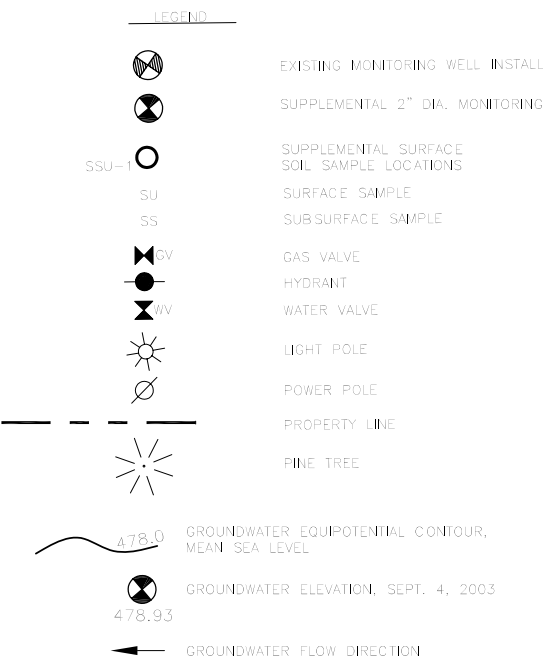 LEGEND
EXISTING MONITORING WELL INSTALL
SUPPLEMENTAL 2" DIA. MONITORING
SSU-1
SUPPLEMENTAL SURFACE
SOIL SAMPLE LOCATIONS
SU SURFACE SAMPLE
SS SUBSURFACE SAMPLE
GV GAS VALVE
HYDRANT
WV WATER VALVE
LIGHT POLE
POWER POLE
PROPERTY LINE
PINE TREE
478.0
GROUNDWATER EQUIPOTENTIAL CONTOUR,
MEAN SEA LEVEL
GROUNDWATER ELEVATION, SEPT. 4, 2003
478.93
GROUNDWATER FLOW DIRECTION